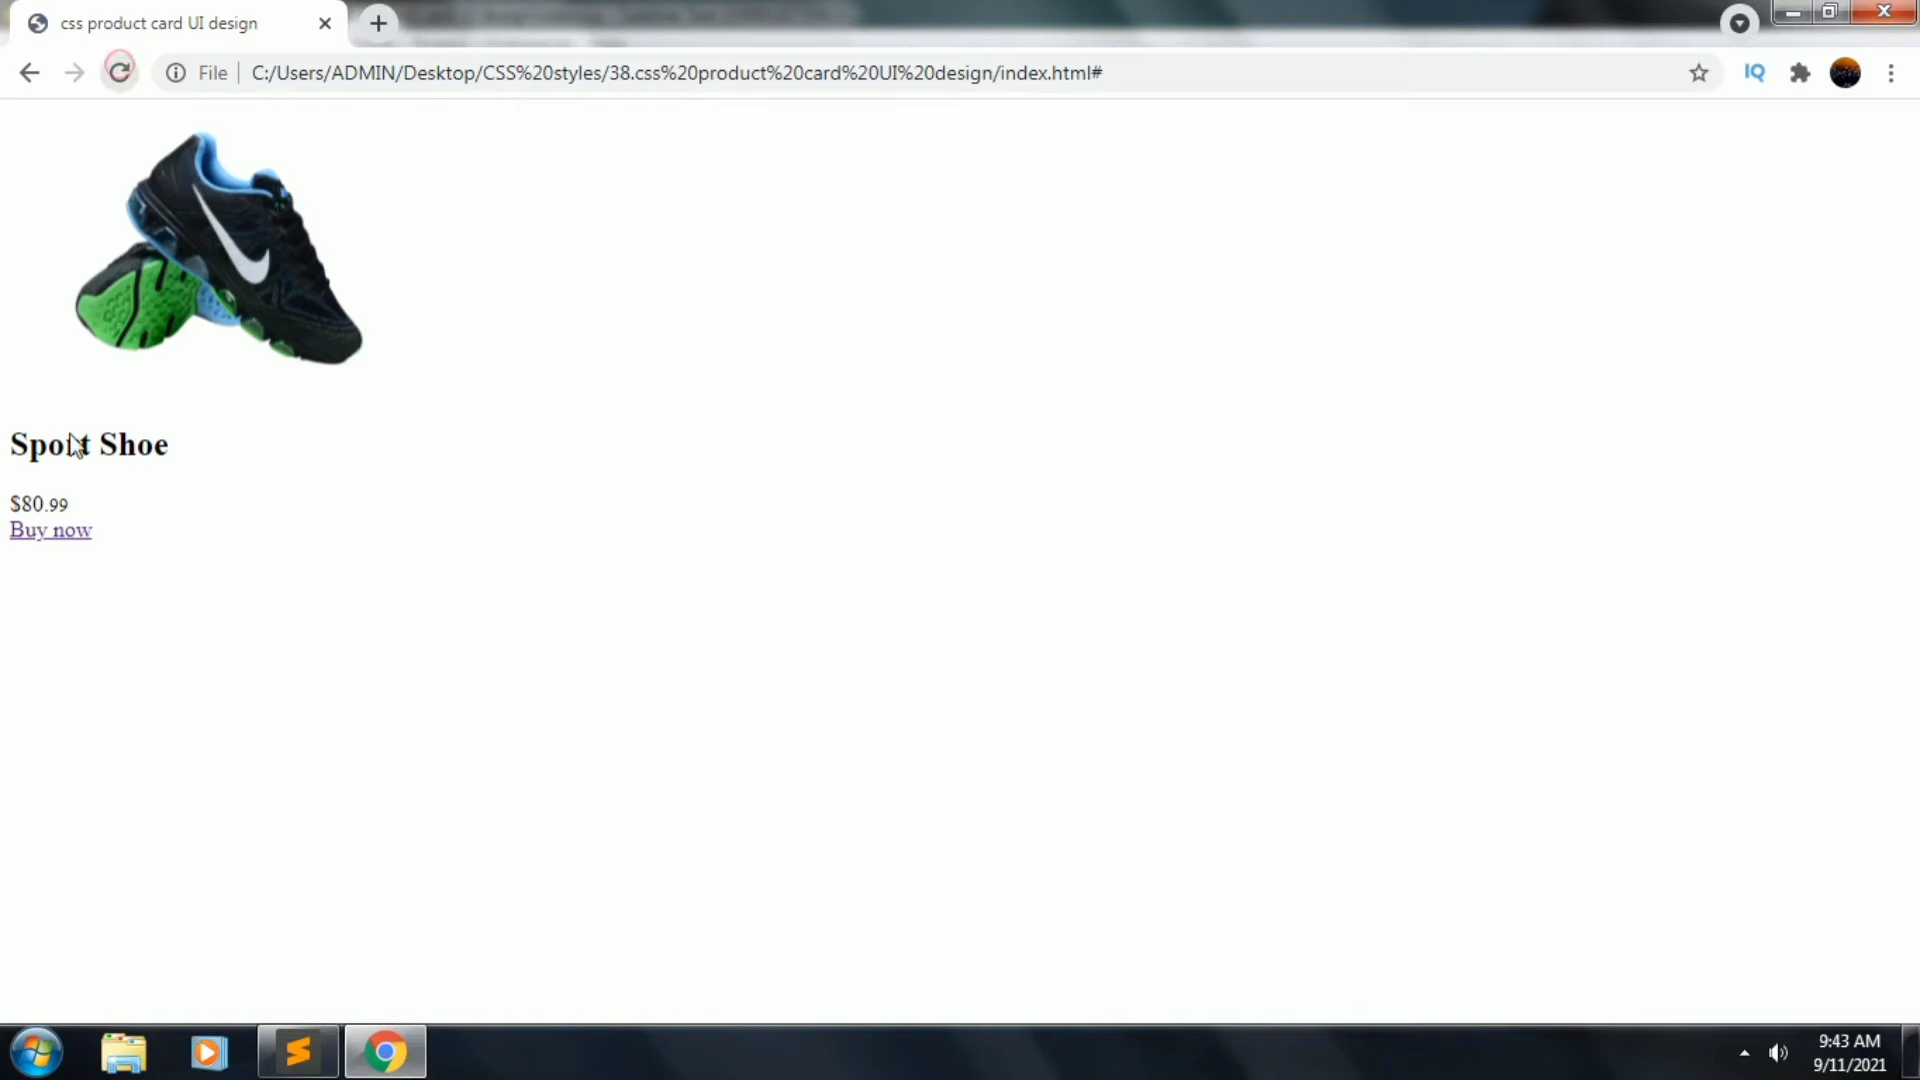 css product card UI design
File
C:/Users/ADMIN/Desktop/CSS%20styles/38.css%20product%20card%20UI%20design/index.html#
IQ
Sport Shoe
$80.99
Buy now
9:43 AM
9/11/2021